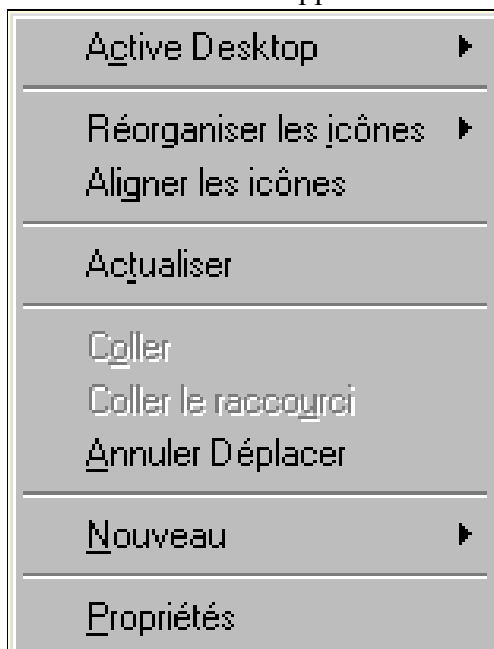 Active Desktop
Réorganiser les icônes
Aligner les icônes
Actualiser
Coller
Coller le raccourci
Annuler Déplacer
Nouveau
Propriétés